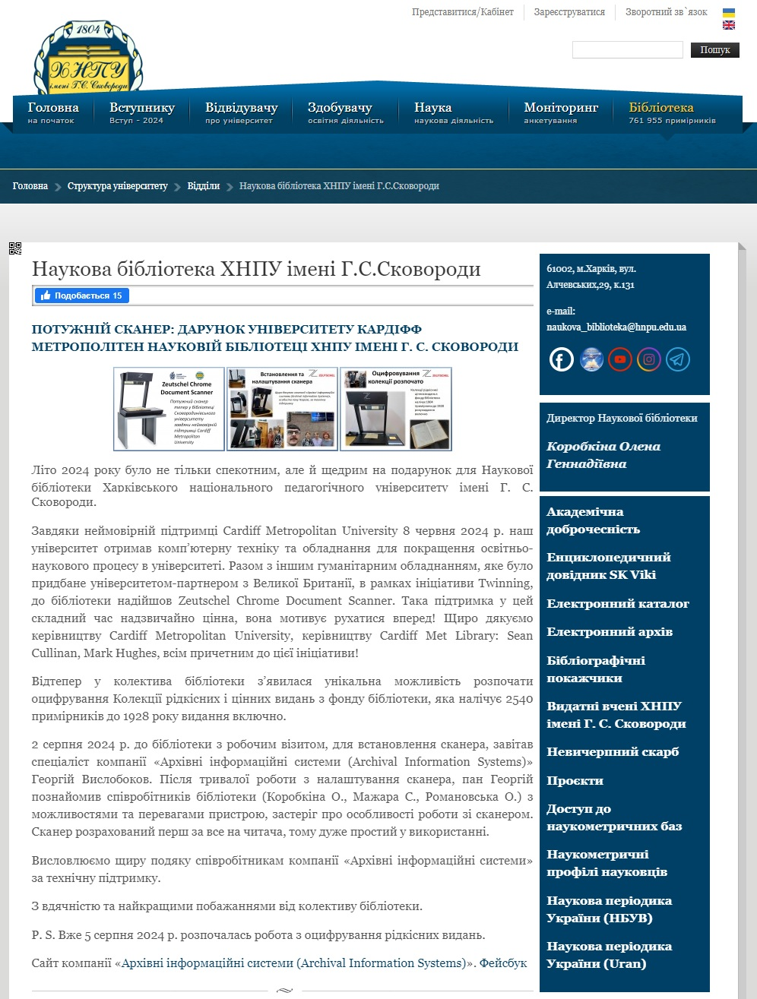 Представитися/Кабінет Зареєструватися Зворотний зв`язок
Пошук
1804
ХНПУ
імені Г.С. Сковороди
Головна Вступнику Відвідувачу Здобувачу Наука Моніторинг Бібліотека
на початок Вступ - 2024 про університет освітня діяльність наукова діяльність анкетування 761 955 примірників
Головна Структура університету Відділи Наукова бібліотека ХНПУ імені Г.С.Сковороди
Наукова бібліотека ХНПУ імені Г.С.Сковороди
Подобається 15
ПОТУЖНІЙ СКАНЕР: ДАРУНОК УНІВЕРСИТЕТУ КАРДІФФ
МЕТРОПОЛІТЕН НАУКОВІЙ БІБЛІОТЕЦІ ХНПУ ІМЕНІ Г. С. СКОВОРОДИ
Zeutschel Chrome
Document Scanner
Потужний сканер
тепер у бібліотеці
Сковородинівського
університету
завдяки неймовірній
підтримці Cardiff
Metropolitan
University
Встановлення та
налаштування сканера
ZEUTSCHEL
Оцифровування
колекції розпочато
ZEUTSCHEL
Літо 2024 року було не тільки спекотним, але й щедрим на подарунок для Наукової
бібліотеки Харківського національного педагогічного університету імені Г. С.
Сковороди.
Завдяки неймовірній підтримці Cardiff Metropolitan University 8 червня 2024 р. наш
університет отримав комп’ютерну техніку та обладнання для покращення освітньо-
наукового процесу в університеті. Разом з іншим гуманітарним обладнанням, яке було
придбане університетом-партнером з Великої Британії, в рамках ініціативи Twinning,
до бібліотеки надійшов Zeutschel Chrome Document Scanner. Така підтримка у цей
складний час надзвичайно цінна, вона мотивує рухатися вперед! Щиро дякуємо
керівництву Cardiff Metropolitan University, керівництву Cardiff Met Library: Sean
Cullinan, Mark Hughes, всім причетним до цієї ініціативи!
Відтепер у колектива бібліотеки з’явилася унікальна можливість розпочати
оцифрування Колекції рідкісних і цінних видань з фонду бібліотеки, яка налічує 2540
примірників до 1928 року видання включно.
2 серпня 2024 р. до бібліотеки з робочим візитом, для встановлення сканера, завітав
спеціаліст компанії «Архівні інформаційні системи (Archival Information Systems)»
Георгій Вислобоков. Після тривалої роботи з налаштування сканера, пан Георгій
познайомив співробітників бібліотеки (Коробкіна О., Мажара С., Романовська О.) з
можливостями та перевагами пристрою, застеріг про особливості роботи зі сканером.
Сканер розрахований перш за все на читача, тому дуже простий у використанні.
Висловлюємо щиру подяку співробітникам компанії «Архівні інформаційні системи»
за технічну підтримку.
З вдячністю та найкращими побажаннями від колективу бібліотеки.
P. S. Вже 5 серпня 2024 р. розпочалась робота з оцифрування рідкісних видань.
Сайт компанії «Архівні інформаційні системи (Archival Information Systems)». Фейсбук
61002, м.Харків, вул.
Алчевських,29, к.131
e-mail:
naukova_biblioteka@hnpu.edu.ua
Директор Наукової бібліотеки
Коробкіна Олена
Геннадіївна
Академічна
доброчесність
Енциклопедичний
довідник SK Viki
Електронний каталог
Електронний архів
Бібліографічні
покажчики
Видатні вчені ХНПУ
імені Г. С. Сковороди
Невичерпний скарб
Проєкти
Доступ до
наукометричних баз
Наукометричні
профілі науковців
Наукова періодика
України (НБУВ)
Наукова періодика
України (Uran)